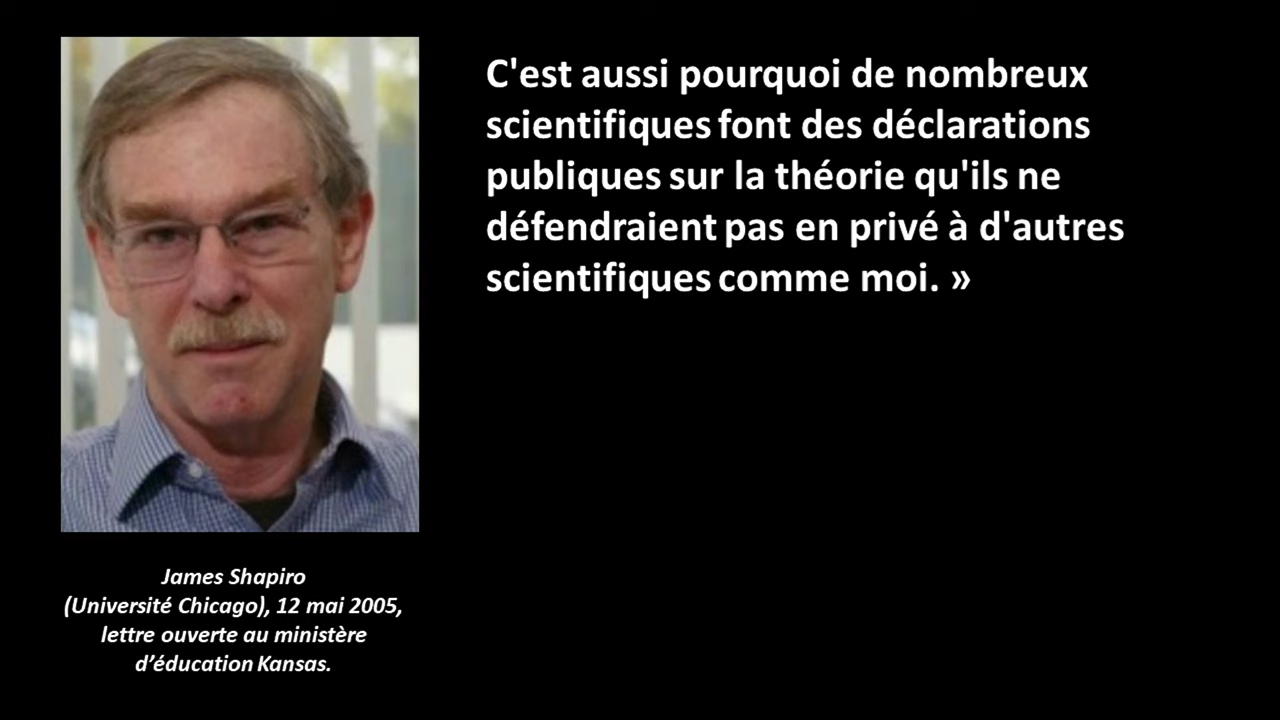 C'est aussi pourquoi de nombreux
scientifiques font des déclarations
publiques sur la théorie qu'ils ne
défendraient pas en privé à d'autres
scientifiques comme moi. »
James Shapiro
(Université Chicago), 12 mai 2005,
lettre ouverte au ministère
d’éducation Kansas.